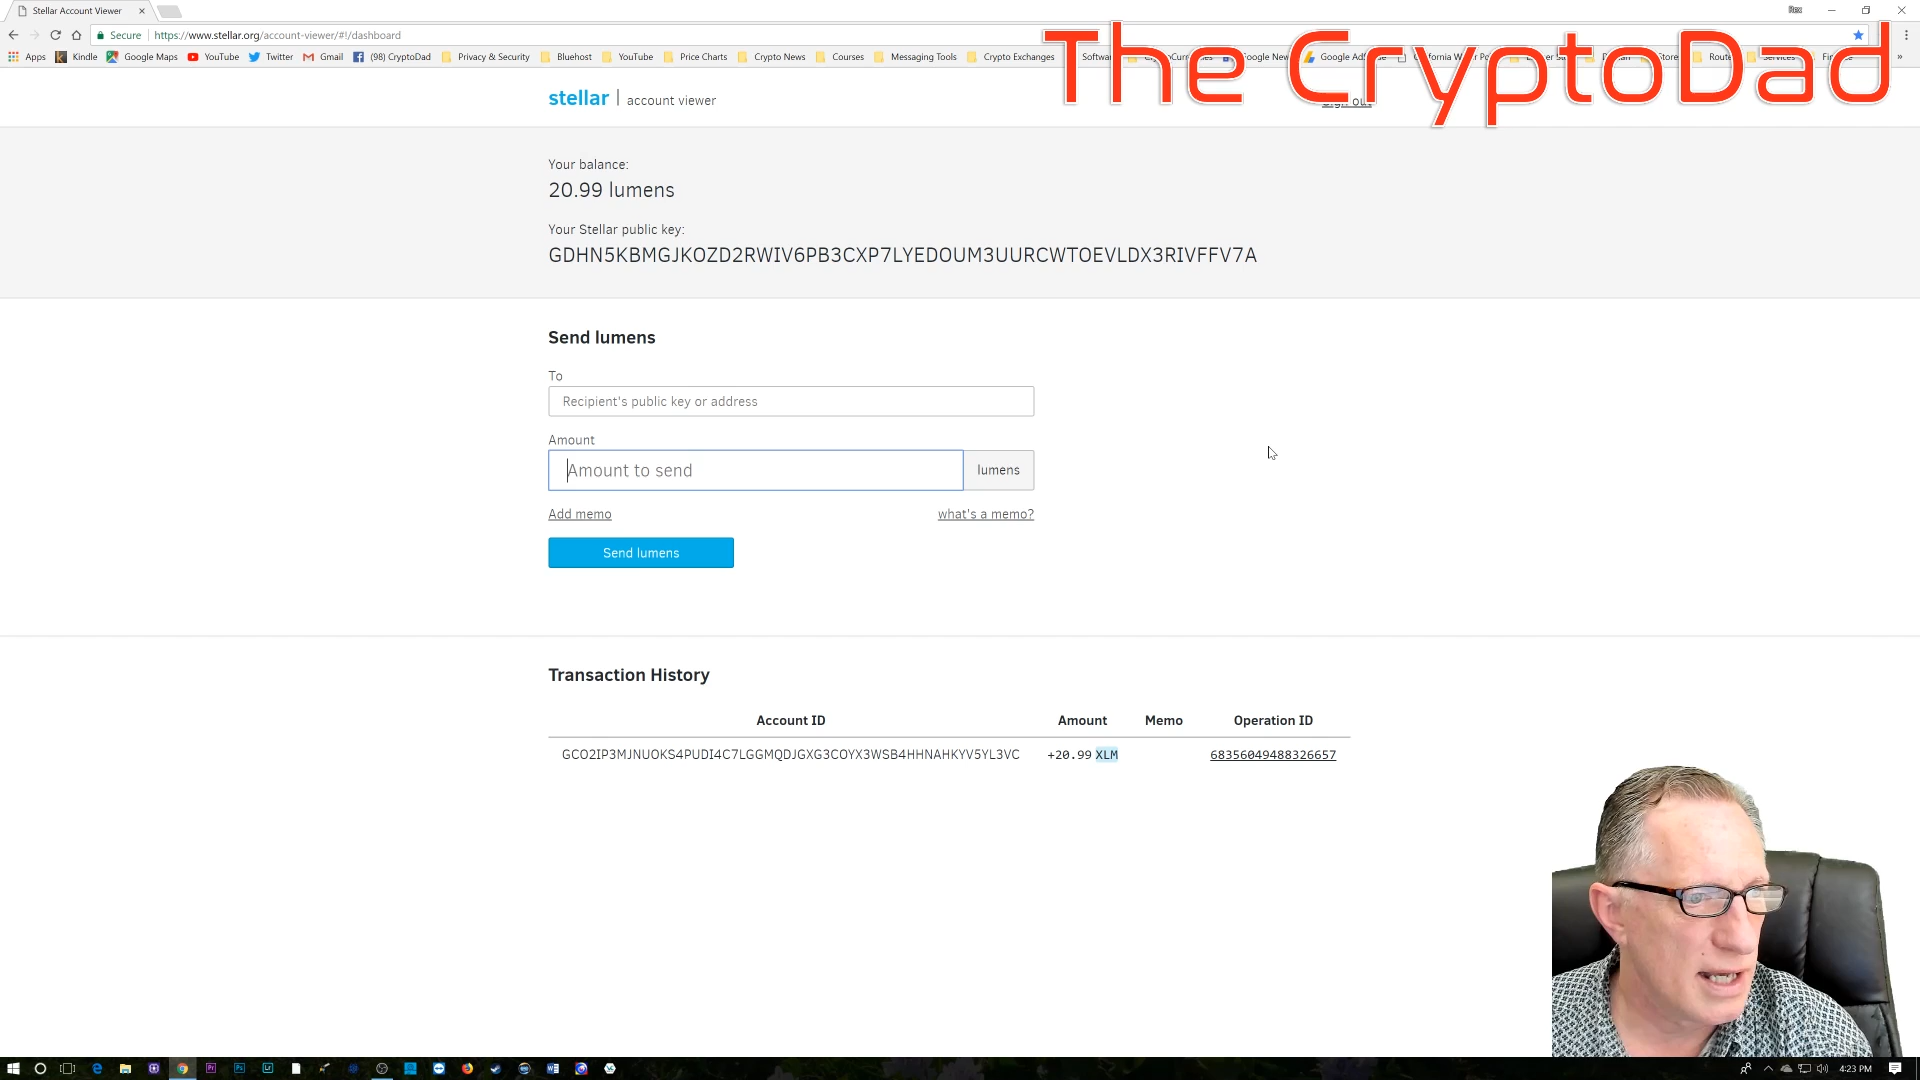 Stellar Account Viewer
Secure https://www.stellar.org/account-viewer/#!/dashboard
Apps Kindle Google Maps YouTube Twitter Gmail (98) CryptoDad Privacy & Security Bluehost YouTube Price Charts Crypto News Courses Messaging Tools Crypto Exchanges
The CryptoDad
stellar | account viewer
Sign out
Your balance:
20.99 lumens
Your Stellar public key:
GDHN5KBMGJKOZD2RWIV6PB3CXP7LYEDOUM3UURCWTOEVLDX3RIVFFV7A
Send lumens
To
Recipient's public key or address
Amount
Amount to send
lumens
Add memo
what's a memo?
Send lumens
Transaction History
Account ID Amount Memo Operation ID
GCO2IP3MJNUOKS4PUDI4C7LGGMQDJGXG3COYX3WSB4HHNAHKYV5YL3VC +20.99 XLM 68356049488326657
4:23 PM